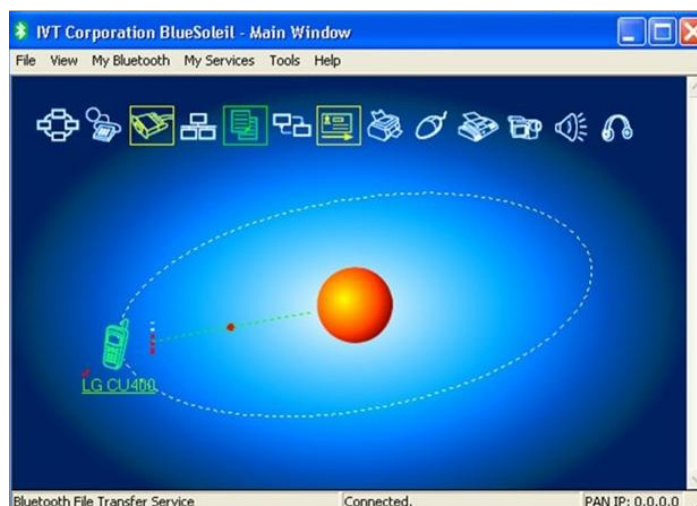 IVT Corporation BlueSoleil - Main Window
File View My Bluetooth My Services Tools Help
LG CU400
Bluetooth File Transfer Service Connected. PAN IP: 0.0.0.0